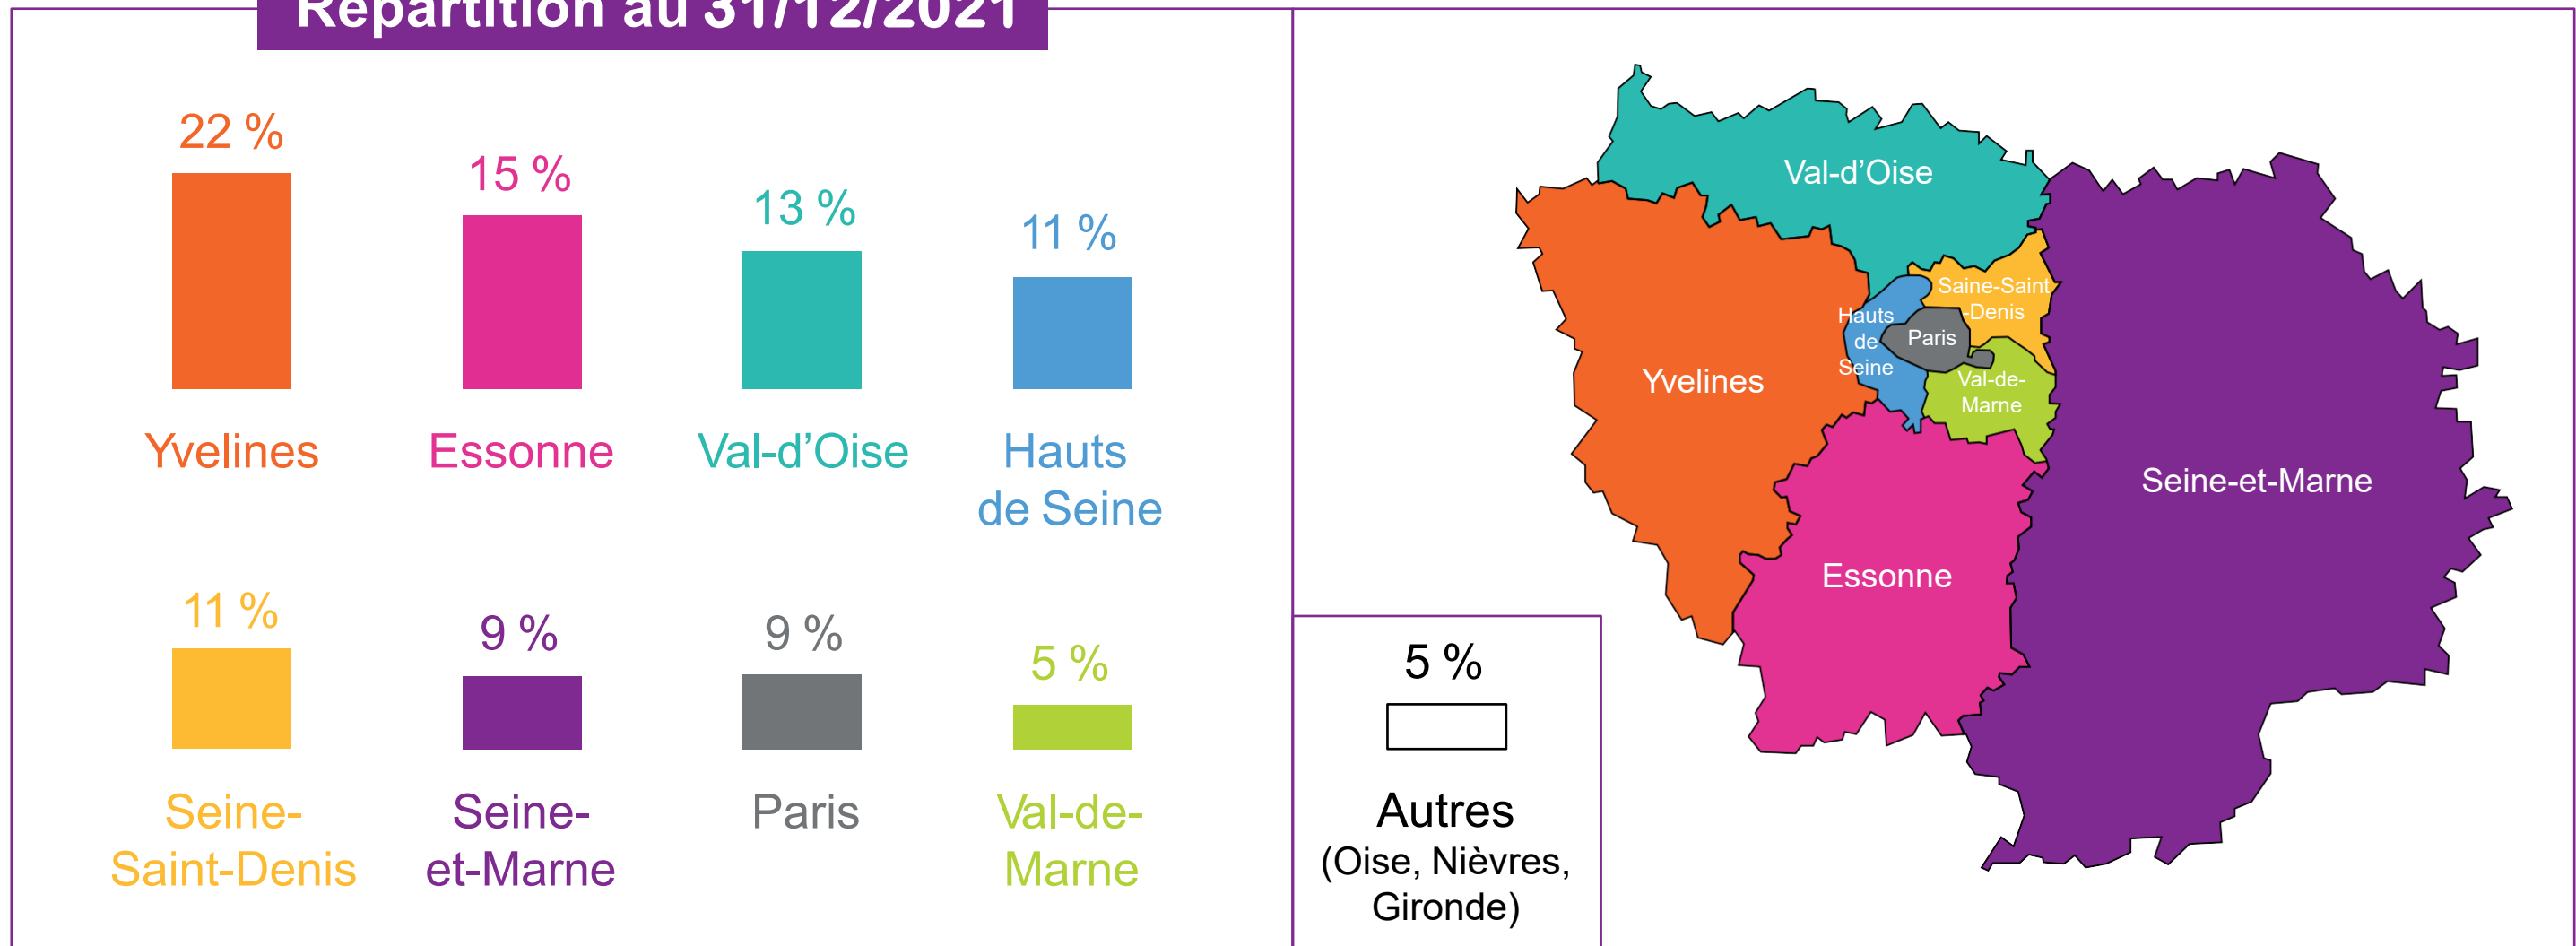 Répartition au 31/12/2021
22 %
15 %
13 %
11 %
Yvelines
Essonne
Val-d’Oise
Hauts
de Seine
11 %
9 %
9 %
5 %
Seine-
Saint-Denis
Seine-
et-Marne
Paris
Val-de-
Marne
5 %
Autres
(Oise, Nièvres,
Gironde)
Val-d’Oise
Saine-Saint
-Denis
Hauts
de
Seine
Paris
Yvelines
Val-de-
Marne
Seine-et-Marne
Essonne